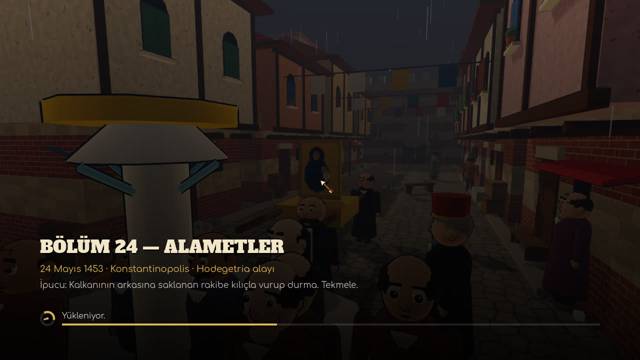 BÖLÜM 24 — ALAMETLER
24 Mayıs 1453 · Konstantinopolis · Hodegetria alayı
İpucu: Kalkanının arkasına saklanan rakibe kılıçla vurup durma. Tekmele.
Yükleniyor.